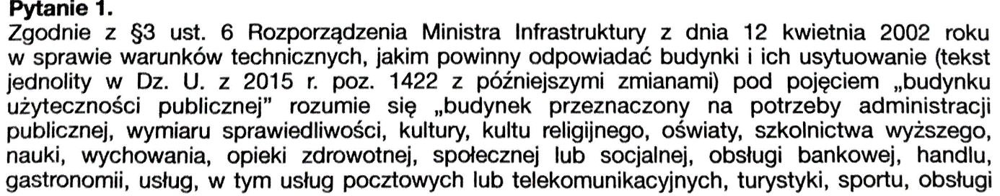 Pytanie 1.
Zgodnie z §3 ust. 6 Rozporządzenia Ministra Infrastruktury z dnia 12 kwietnia 2002 roku
w sprawie warunków technicznych, jakim powinny odpowiadać budynki i ich usytuowanie (tekst
jednolity w Dz. U. z 2015 r. poz. 1422 z późniejszymi zmianami) pod pojęciem „budynku
użyteczności publicznej” rozumie się „budynek przeznaczony na potrzeby administracji
publicznej, wymiaru sprawiedliwości, kultury, kultu religijnego, oświaty, szkolnictwa wyższego,
nauki, wychowania, opieki zdrowotnej, społecznej lub socjalnej, obsługi bankowej, handlu,
gastronomii, usług, w tym usług pocztowych lub telekomunikacyjnych, turystyki, sportu, obsługi